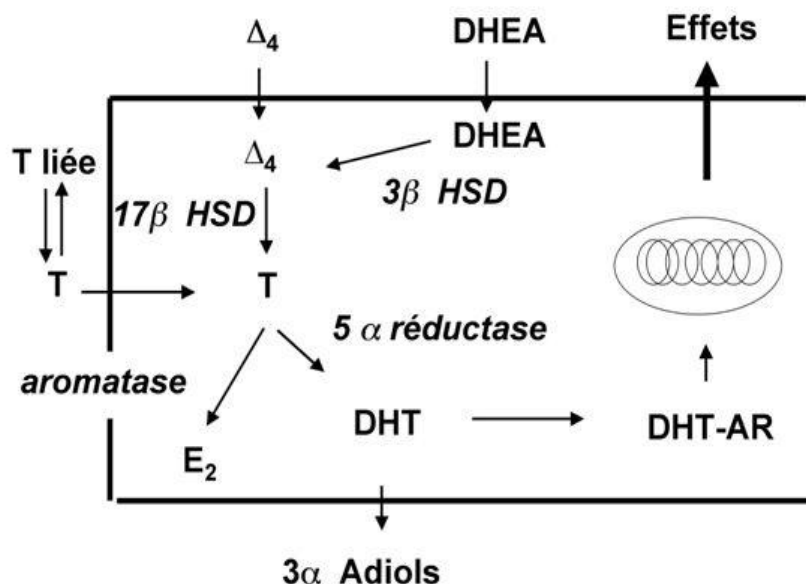 Δ4
DHEA
Effets
Δ4
DHEA
T liée
17β HSD
3β HSD
T
T
5 α réductase
aromatase
DHT
DHT-AR
E2
3α Adiols